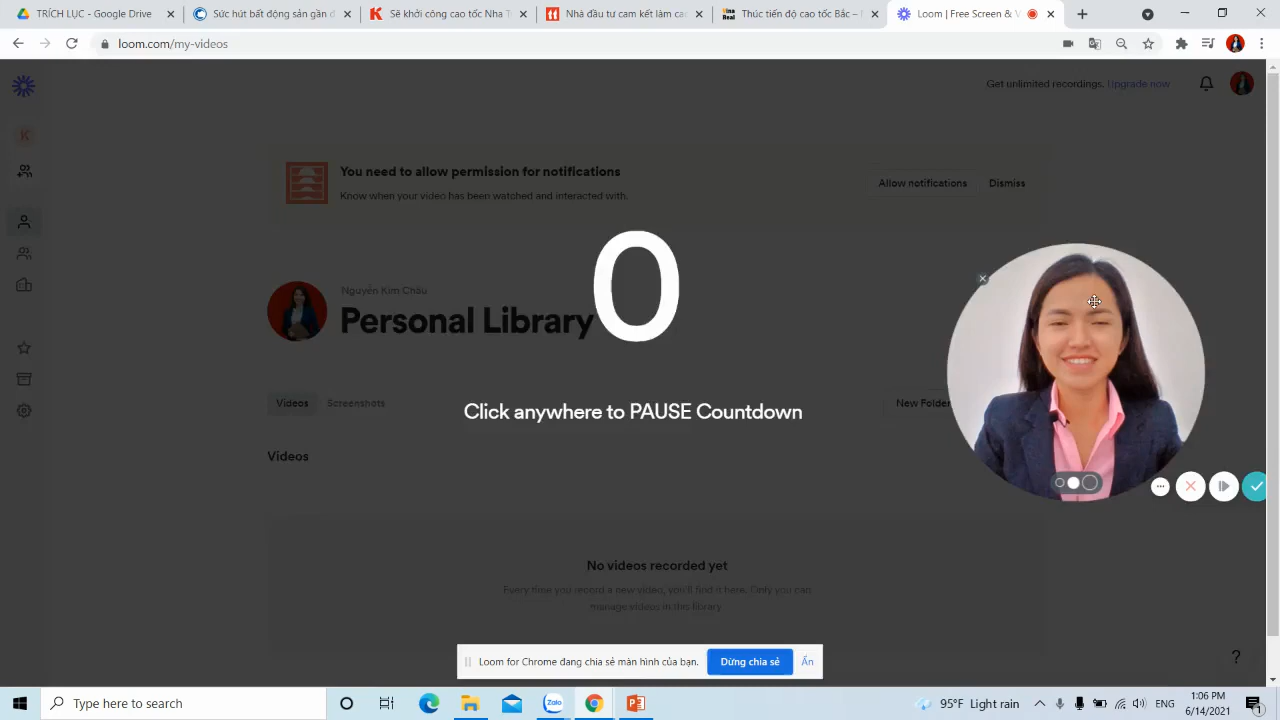 TRÍCH LỤC - Google Drive
Sức hút bất động sản gần đ
Sẽ khởi công cao tốc Nha T
Nhà đầu tư cam kết làm ca
Vina Real
Thúc tiến độ cao tốc Bắc –
Loom | Free Screen & V
loom.com/my-videos
Get unlimited recordings. Upgrade now
K
You need to allow permission for notifications
Know when your video has been watched and interacted with.
Allow notifications
Dismiss
0
Nguyễn Kim Châu
Personal Library
Click anywhere to PAUSE Countdown
Videos
Screenshots
New Folder
Videos
No videos recorded yet
Every time you record a new video, you'll find it here. Only you can
manage videos in this library
Loom for Chrome đang chia sẻ màn hình của bạn.
Dừng chia sẻ
Ẩn
?
Type here to search
Zalo
95°F Light rain
1:06 PM
6/14/2021
1